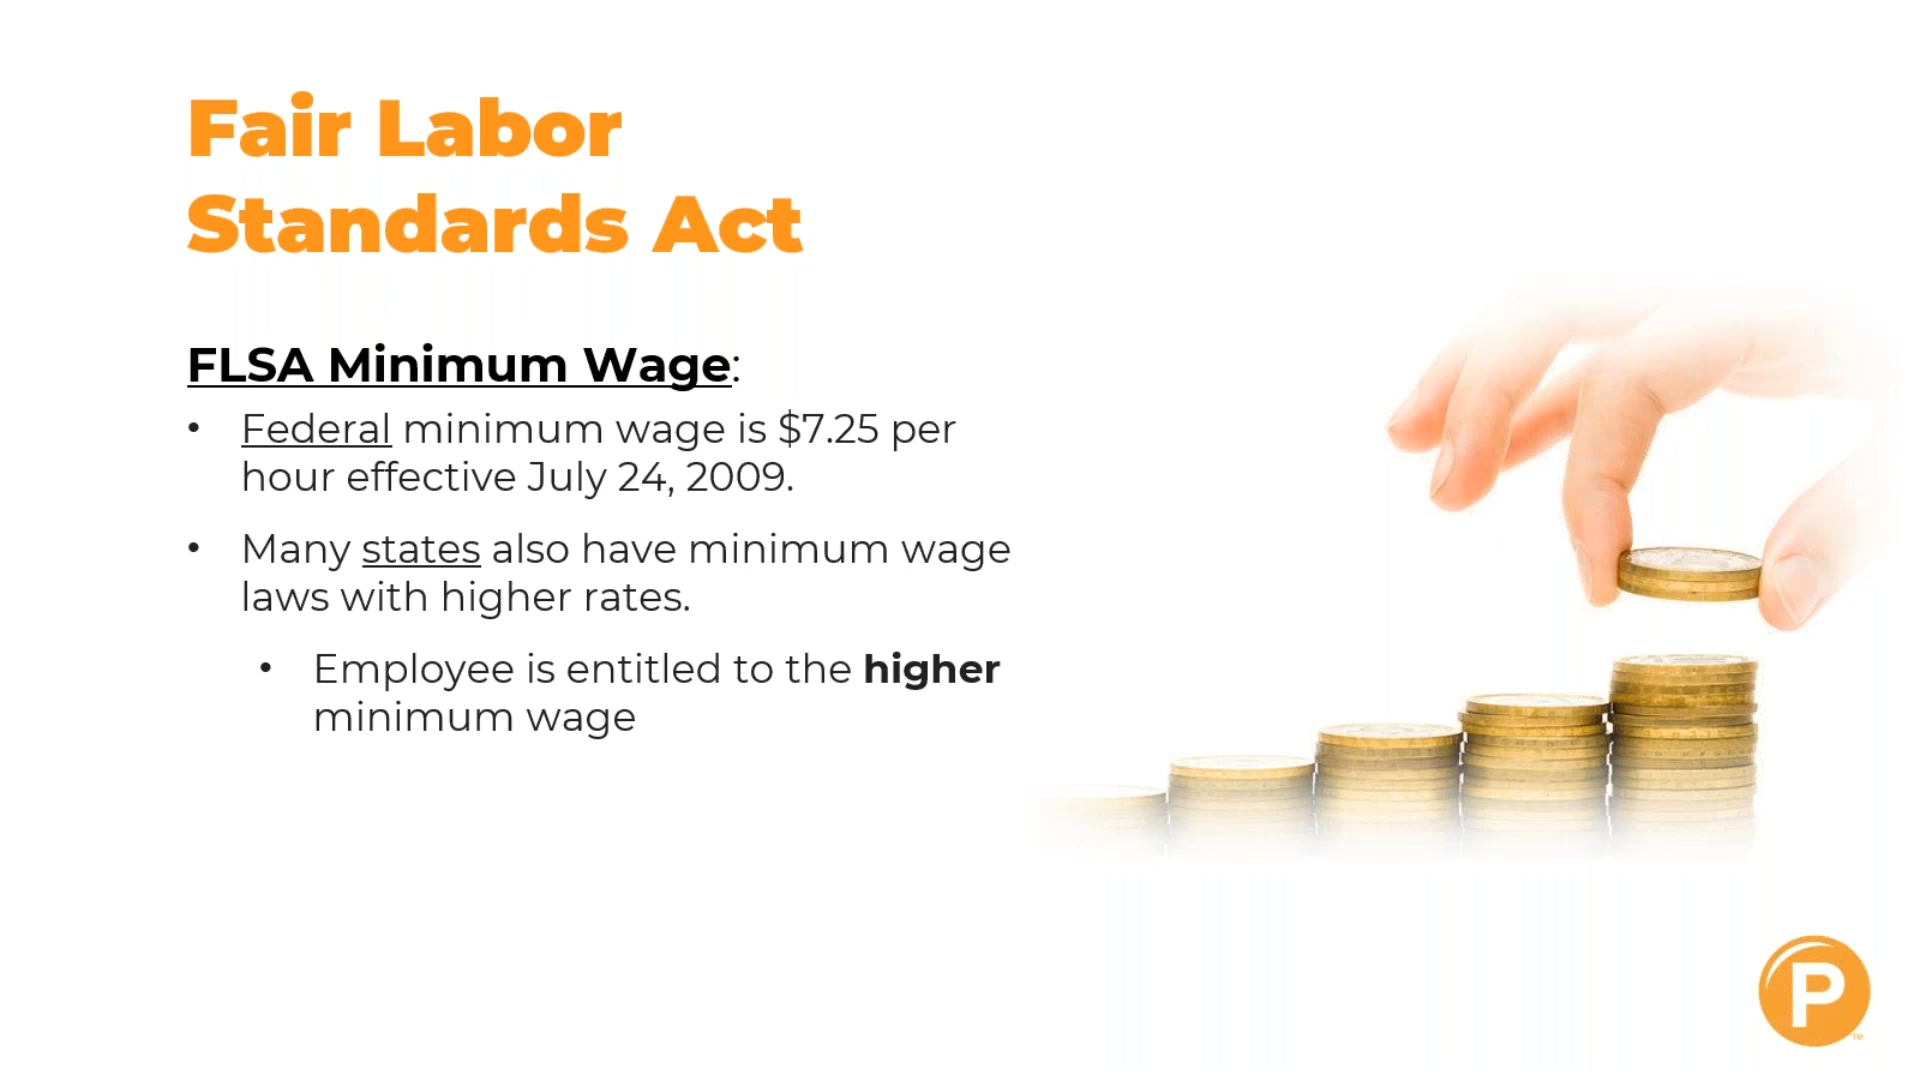 Fair Labor
Standards Act
FLSA Minimum Wage:
• Federal minimum wage is $7.25 per
hour effective July 24, 2009.
• Many states also have minimum wage
laws with higher rates.
• Employee is entitled to the higher
minimum wage
P
TM